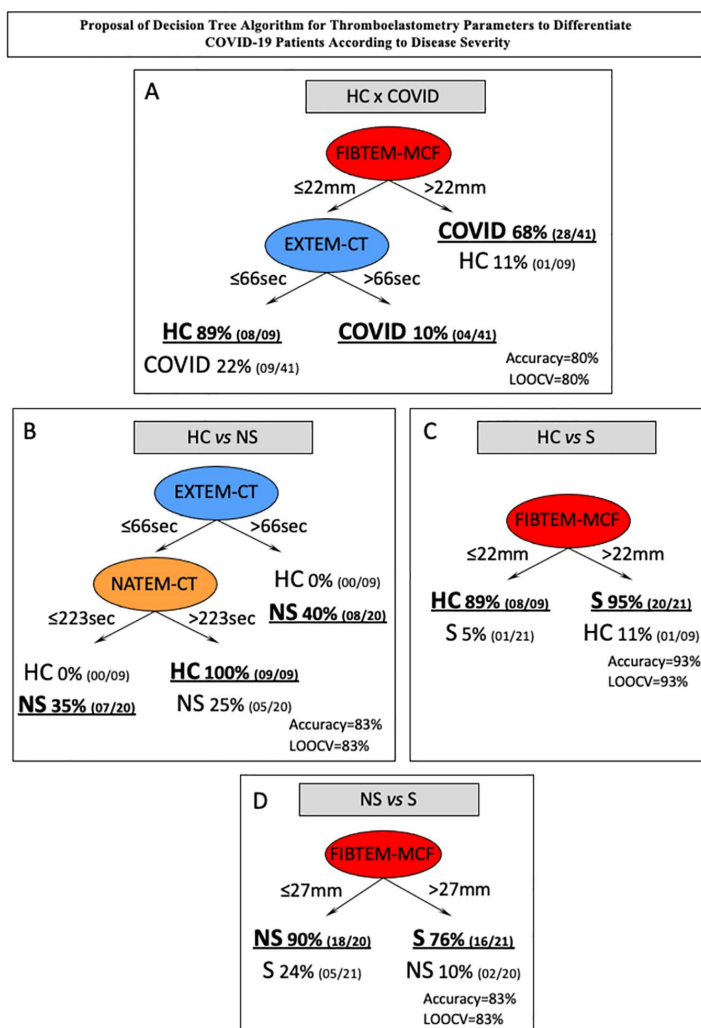 Proposal of Decision Tree Algorithm for Thromboelastometry Parameters to Differentiate
COVID-19 Patients According to Disease Severity
A
HC x COVID
FIBTEM-MCF
≤22mm >22mm
COVID 68% (28/41)
HC 11% (01/09)
EXTEM-CT
≤66sec >66sec
HC 89% (08/09) COVID 10% (04/41)
COVID 22% (09/41)
Accuracy=80%
LOOCV=80%
B
HC vs NS
EXTEM-CT
≤66sec >66sec
HC 0% (00/09)
NS 40% (08/20)
NATEM-CT
≤223sec >223sec
HC 0% (00/09) HC 100% (09/09)
NS 35% (07/20) NS 25% (05/20)
Accuracy=83%
LOOCV=83%
C
HC vs S
FIBTEM-MCF
≤22mm >22mm
HC 89% (08/09) S 95% (20/21)
S 5% (01/21) HC 11% (01/09)
Accuracy=93%
LOOCV=93%
D
NS vs S
FIBTEM-MCF
≤27mm >27mm
NS 90% (18/20) S 76% (16/21)
S 24% (05/21) NS 10% (02/20)
Accuracy=83%
LOOCV=83%